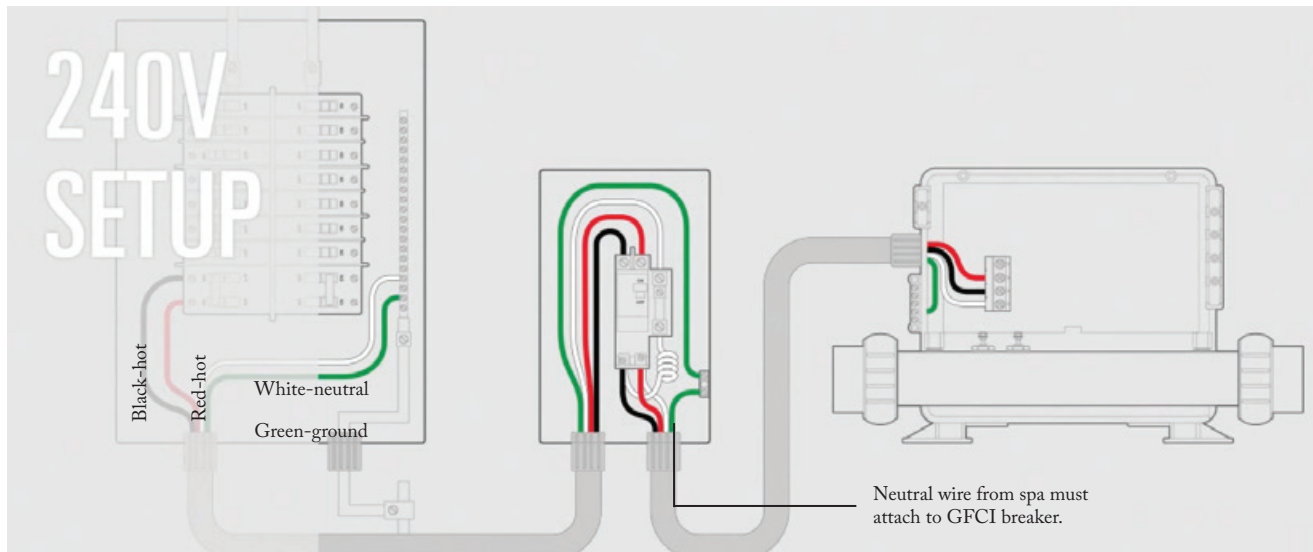 240V
SETUP
Black-hot
Red-hot
White-neutral
Green-ground
Neutral wire from spa must
attach to GFCI breaker.